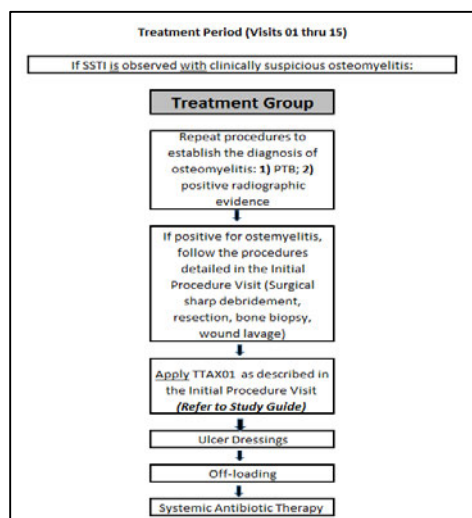 Treatment Period (Visits 01 thru 15)
If SSTI is observed with clinically suspicious osteomyelitis:
Treatment Group
Repeat procedures to
establish the diagnosis of
osteomyelitis: 1) PTB; 2)
positive radiographic
evidence
If positive for ostemyelitis,
follow the procedures
detailed in the Initial
Procedure Visit (Surgical
sharp debridement,
resection, bone biopsy,
wound lavage)
Apply TTAX01 as described in
the Initial Procedure Visit
(Refer to Study Guide)
Ulcer Dressings
Off-loading
Systemic Antibiotic Therapy